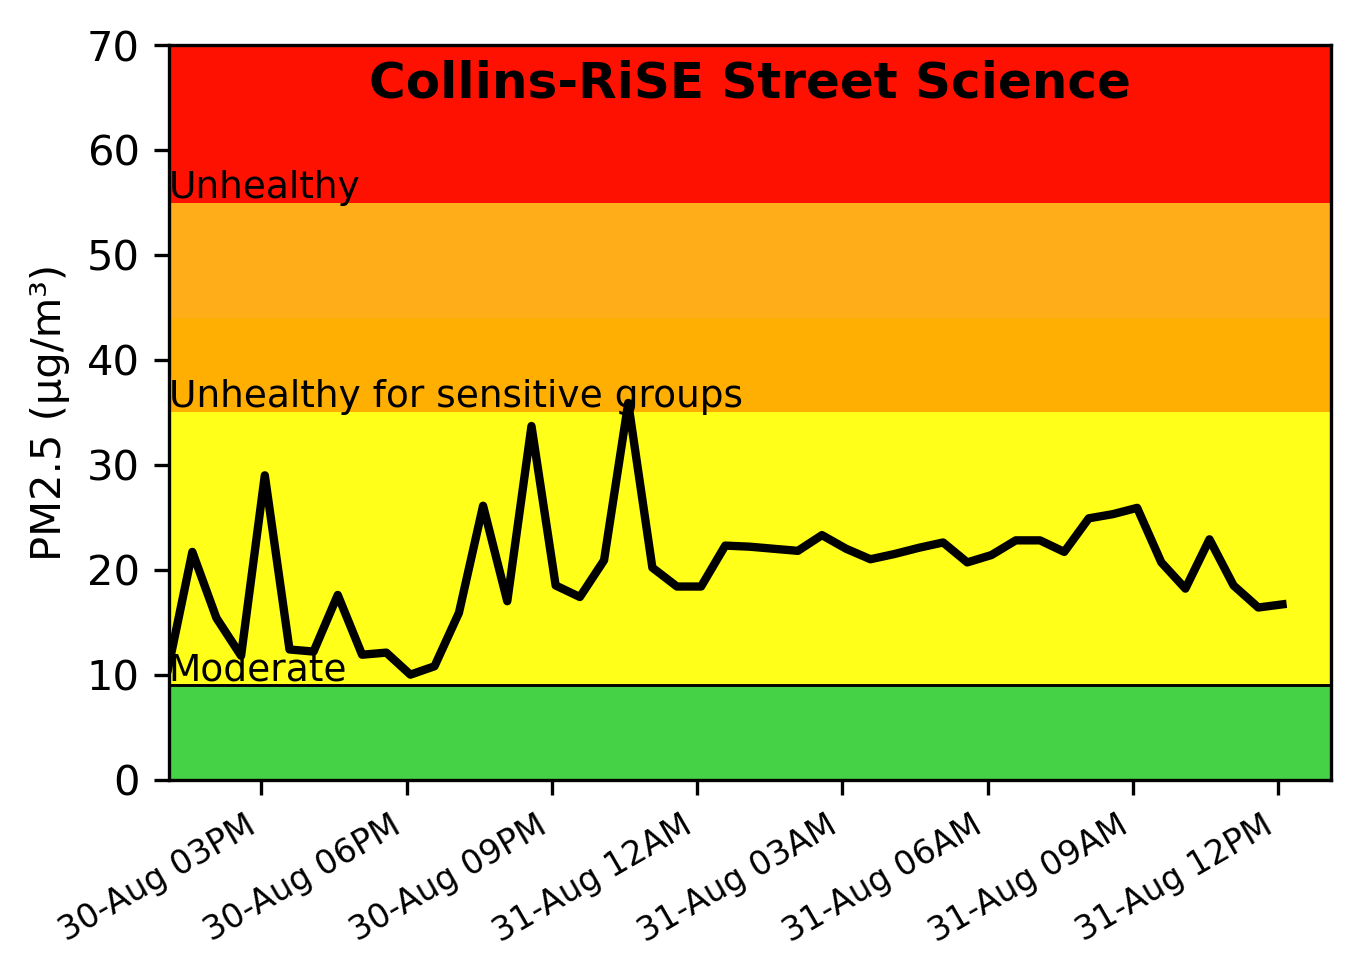 Collins-RiSE Street Science
70
60
50
40
30
20
10
0
PM2.5 (µg/m³)
Unhealthy
Unhealthy for sensitive groups
Moderate
30-Aug 03PM
30-Aug 06PM
30-Aug 09PM
31-Aug 12AM
31-Aug 03AM
31-Aug 06AM
31-Aug 09AM
31-Aug 12PM